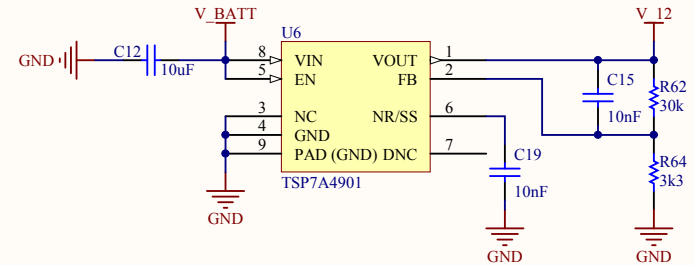 V_BATT
V_12
U6
GND
C12
10uF
8
VIN
VOUT
1
5
EN
FB
2
C15
10nF
R62
30k
3
NC
NR/SS
6
4
GND
9
PAD (GND)
DNC
7
C19
10nF
R64
3k3
TSP7A4901
GND
GND
GND